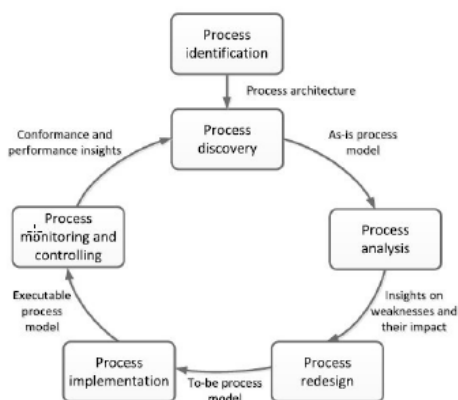 Process
identification
Process architecture
Process
discovery
Conformance and
performance insights
As-is process
model
Process
monitoring and
controlling
Process
analysis
Executable
process
model
Insights on
weaknesses and
their impact
Process
implementation
To-be process
model
Process
redesign